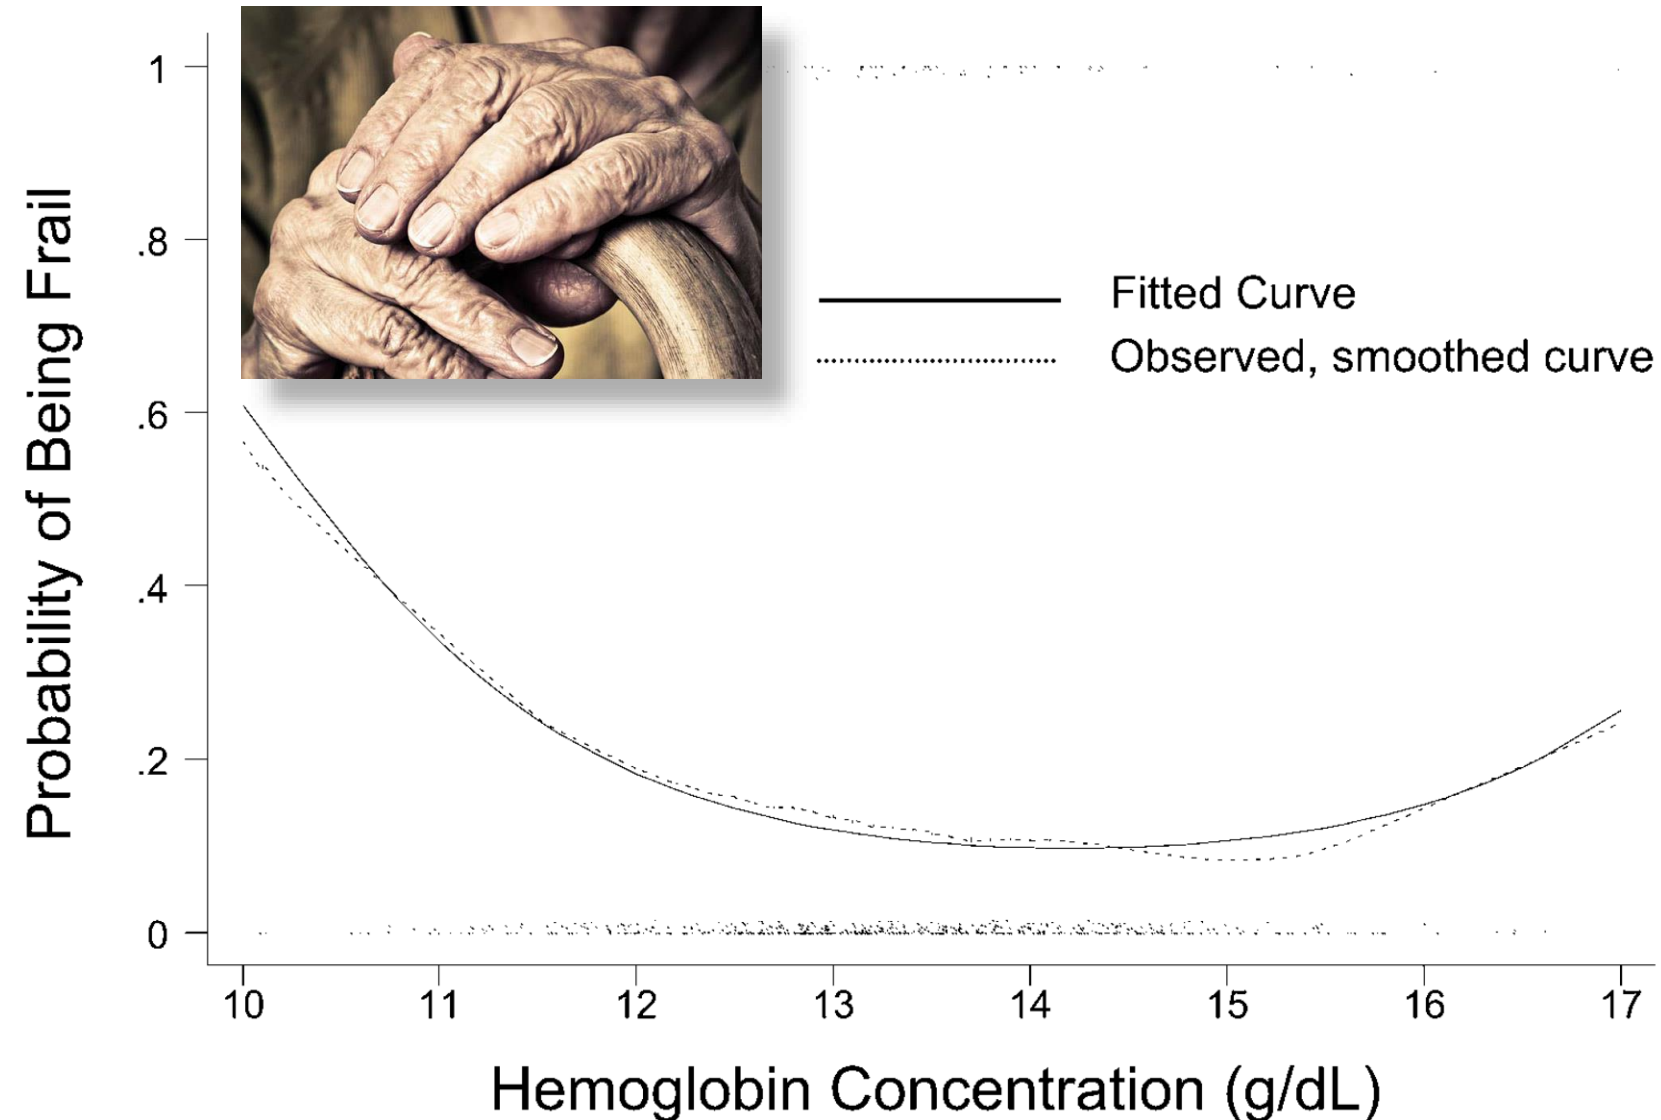 Probability of Being Frail
1
.8
.6
.4
.2
0
Fitted Curve
Observed, smoothed curve
10 11 12 13 14 15 16 17
Hemoglobin Concentration (g/dL)